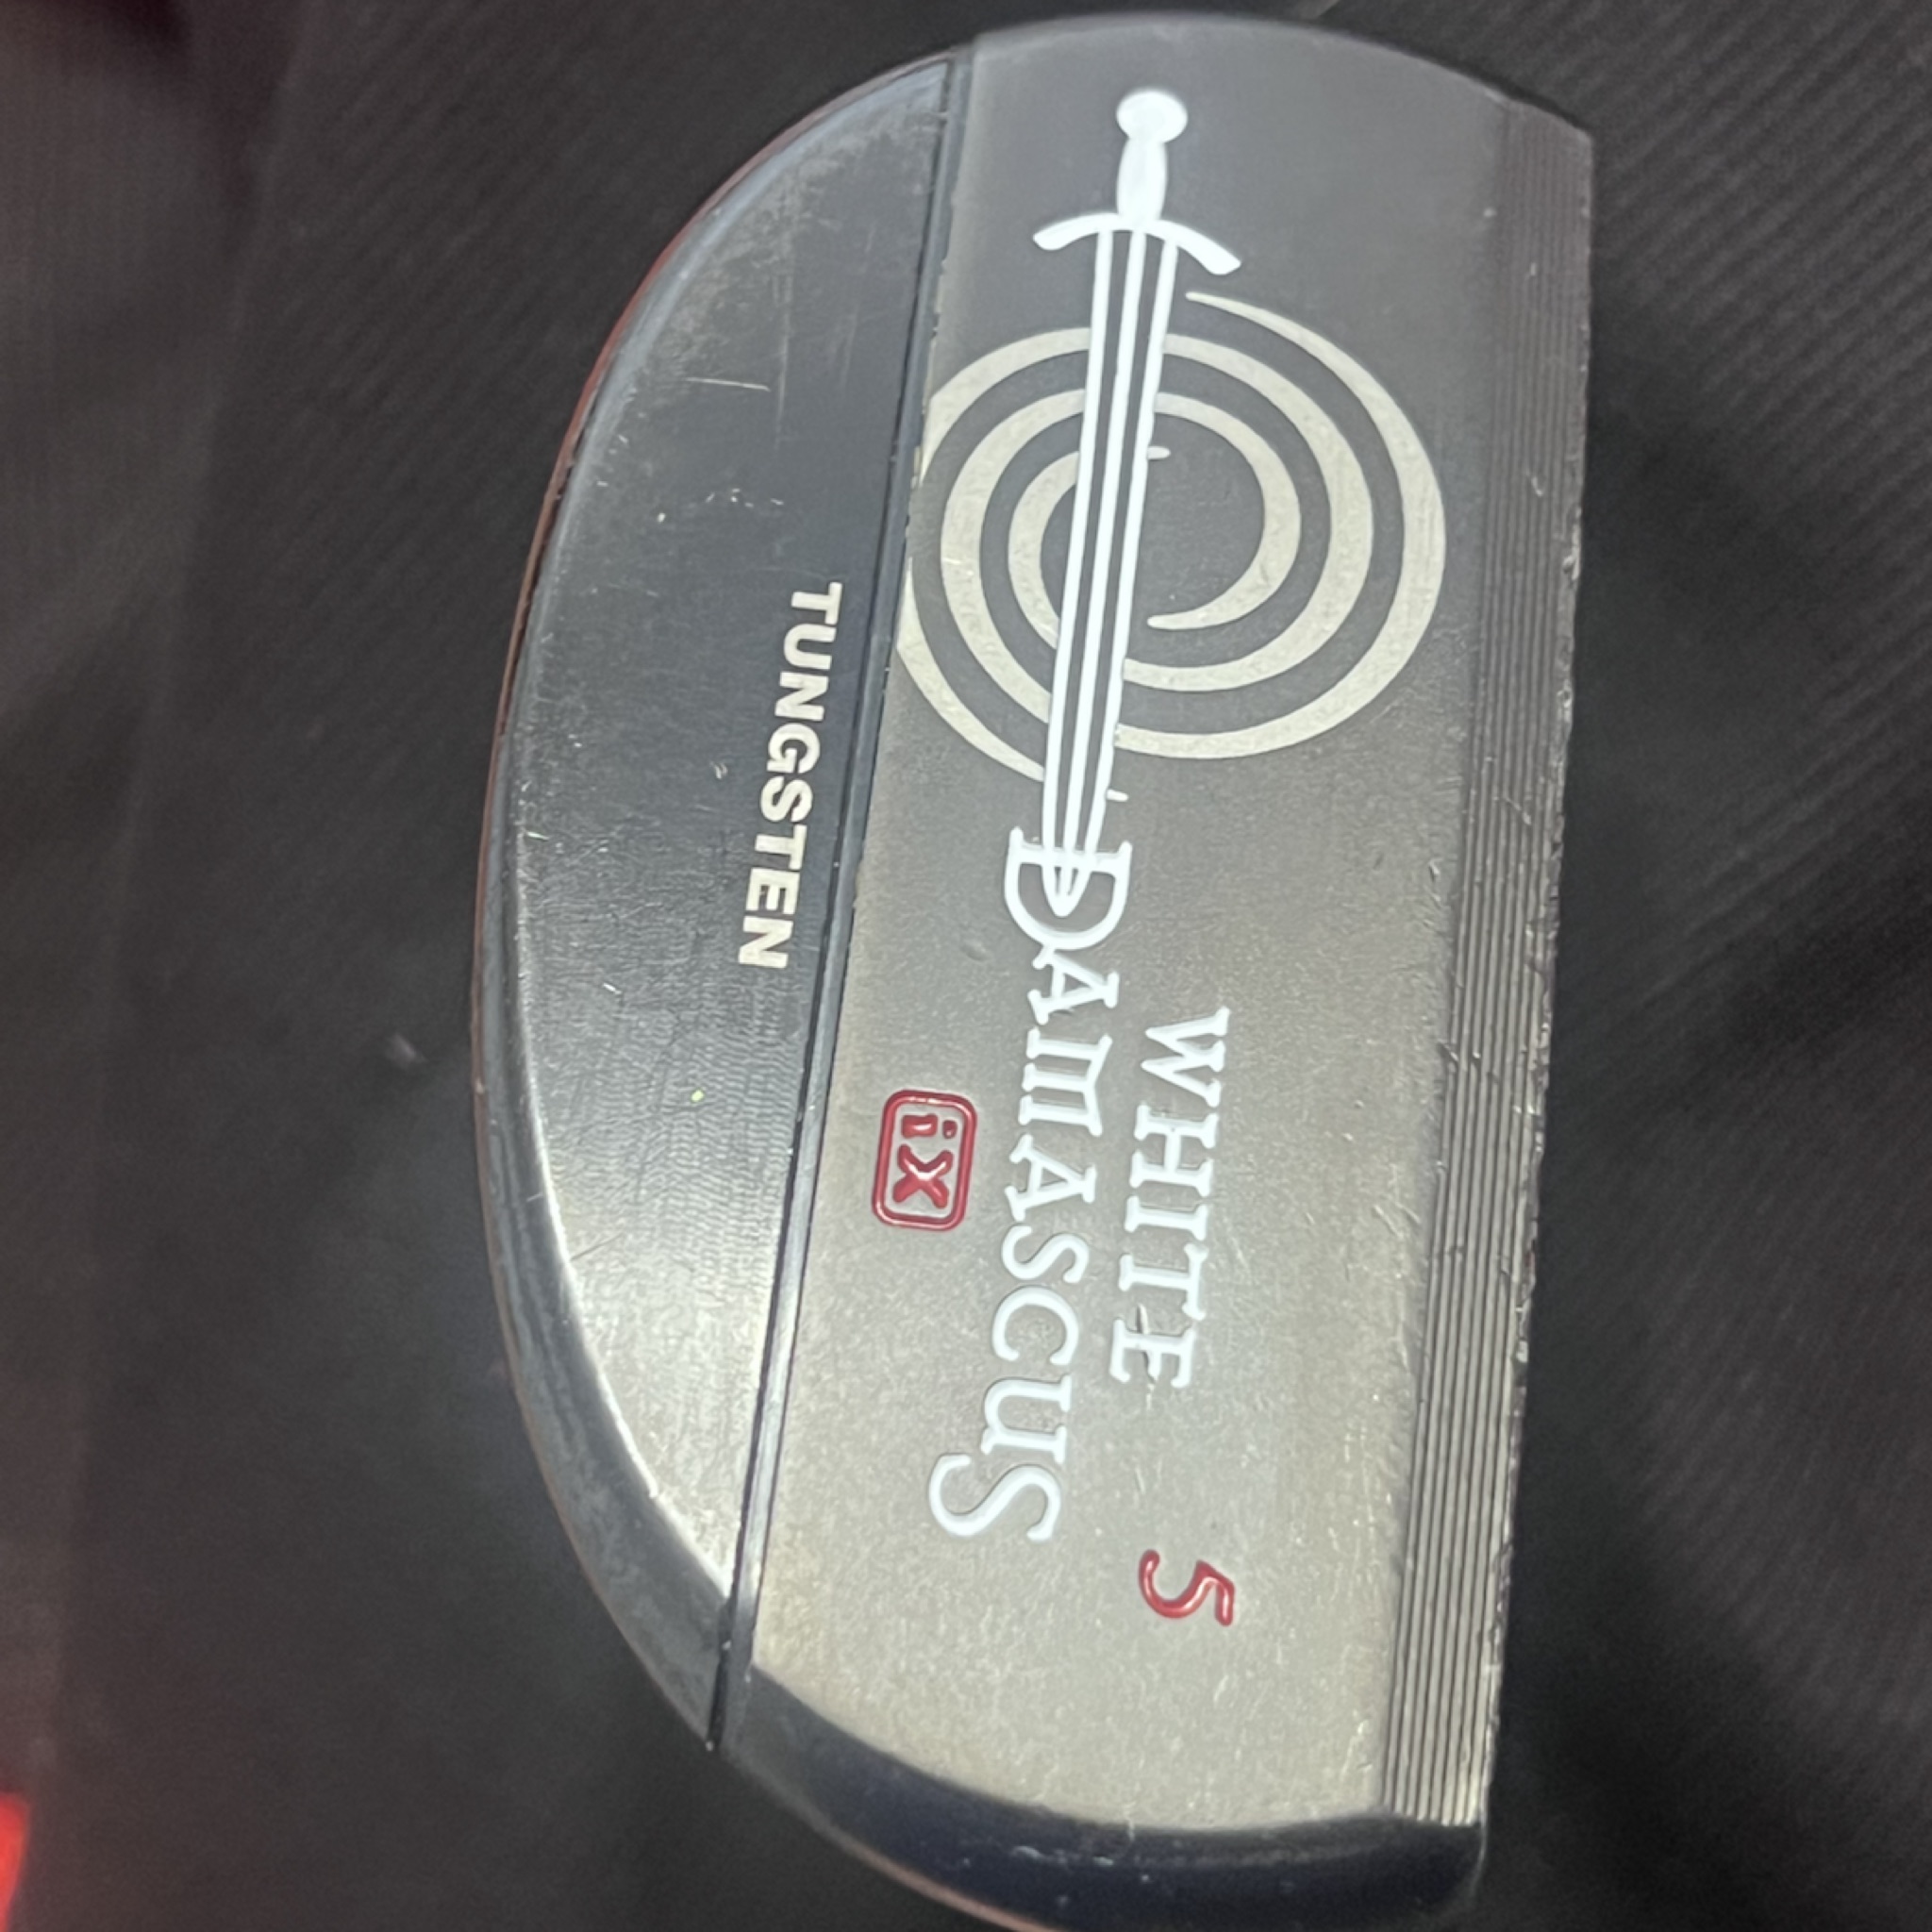 WHITE 5
DAMASCUS
iX
TUNGSTEN